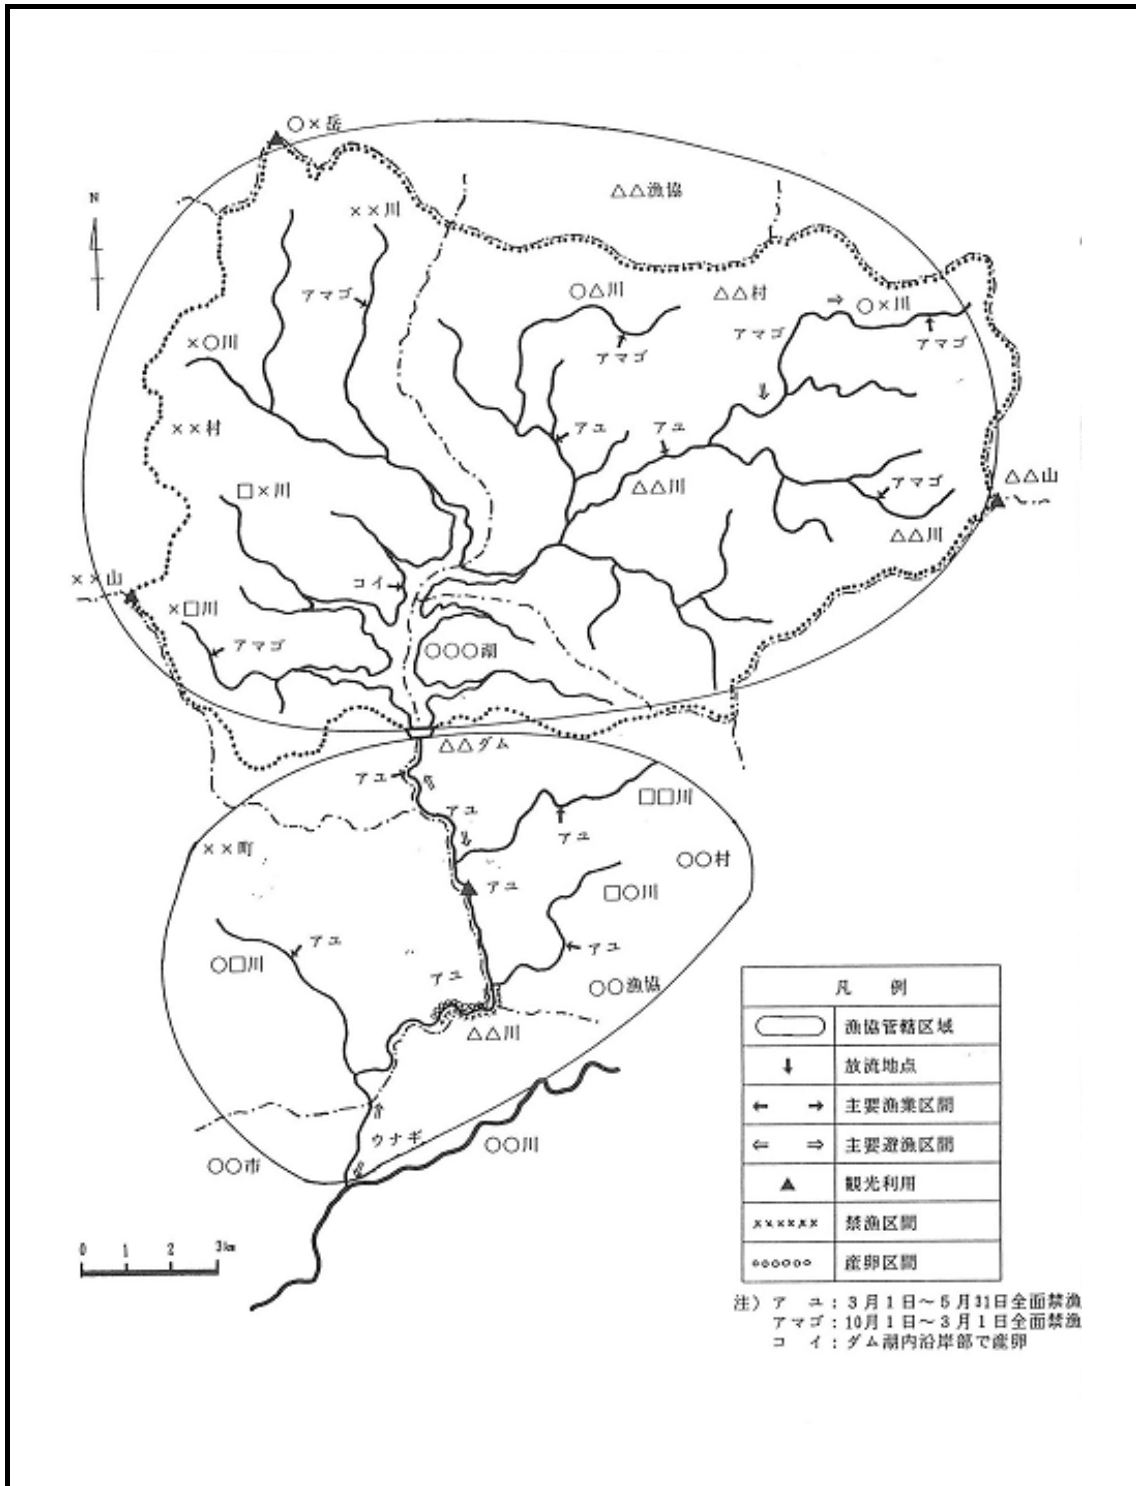 ○×岳
N
△△漁協
××川
アマゴ
○△川
△△村
○×川
アマゴ
アマゴ
アマゴ
×○川
××村
アユ
アユ
□×川
△△川
アマゴ
△△山
△△川
××山
コイ
×□川
アマゴ
○○○湖
△△ダム
アユ
アユ
□□川
アユ
××町
○○村
アユ
□○川
アユ
アユ
○□川
アユ
○○漁協
△△川
ウナギ
○○川
○○市
0 1 2 3km
凡 例
漁協管轄区域
放流地点
主要漁業区間
主要遊漁区間
観光利用
禁漁区間
産卵区間
注) ア ユ : 3月1日~5月31日全面禁漁
アマゴ : 10月1日~3月1日全面禁漁
コ イ : ダム湖内沿岸部で産卵